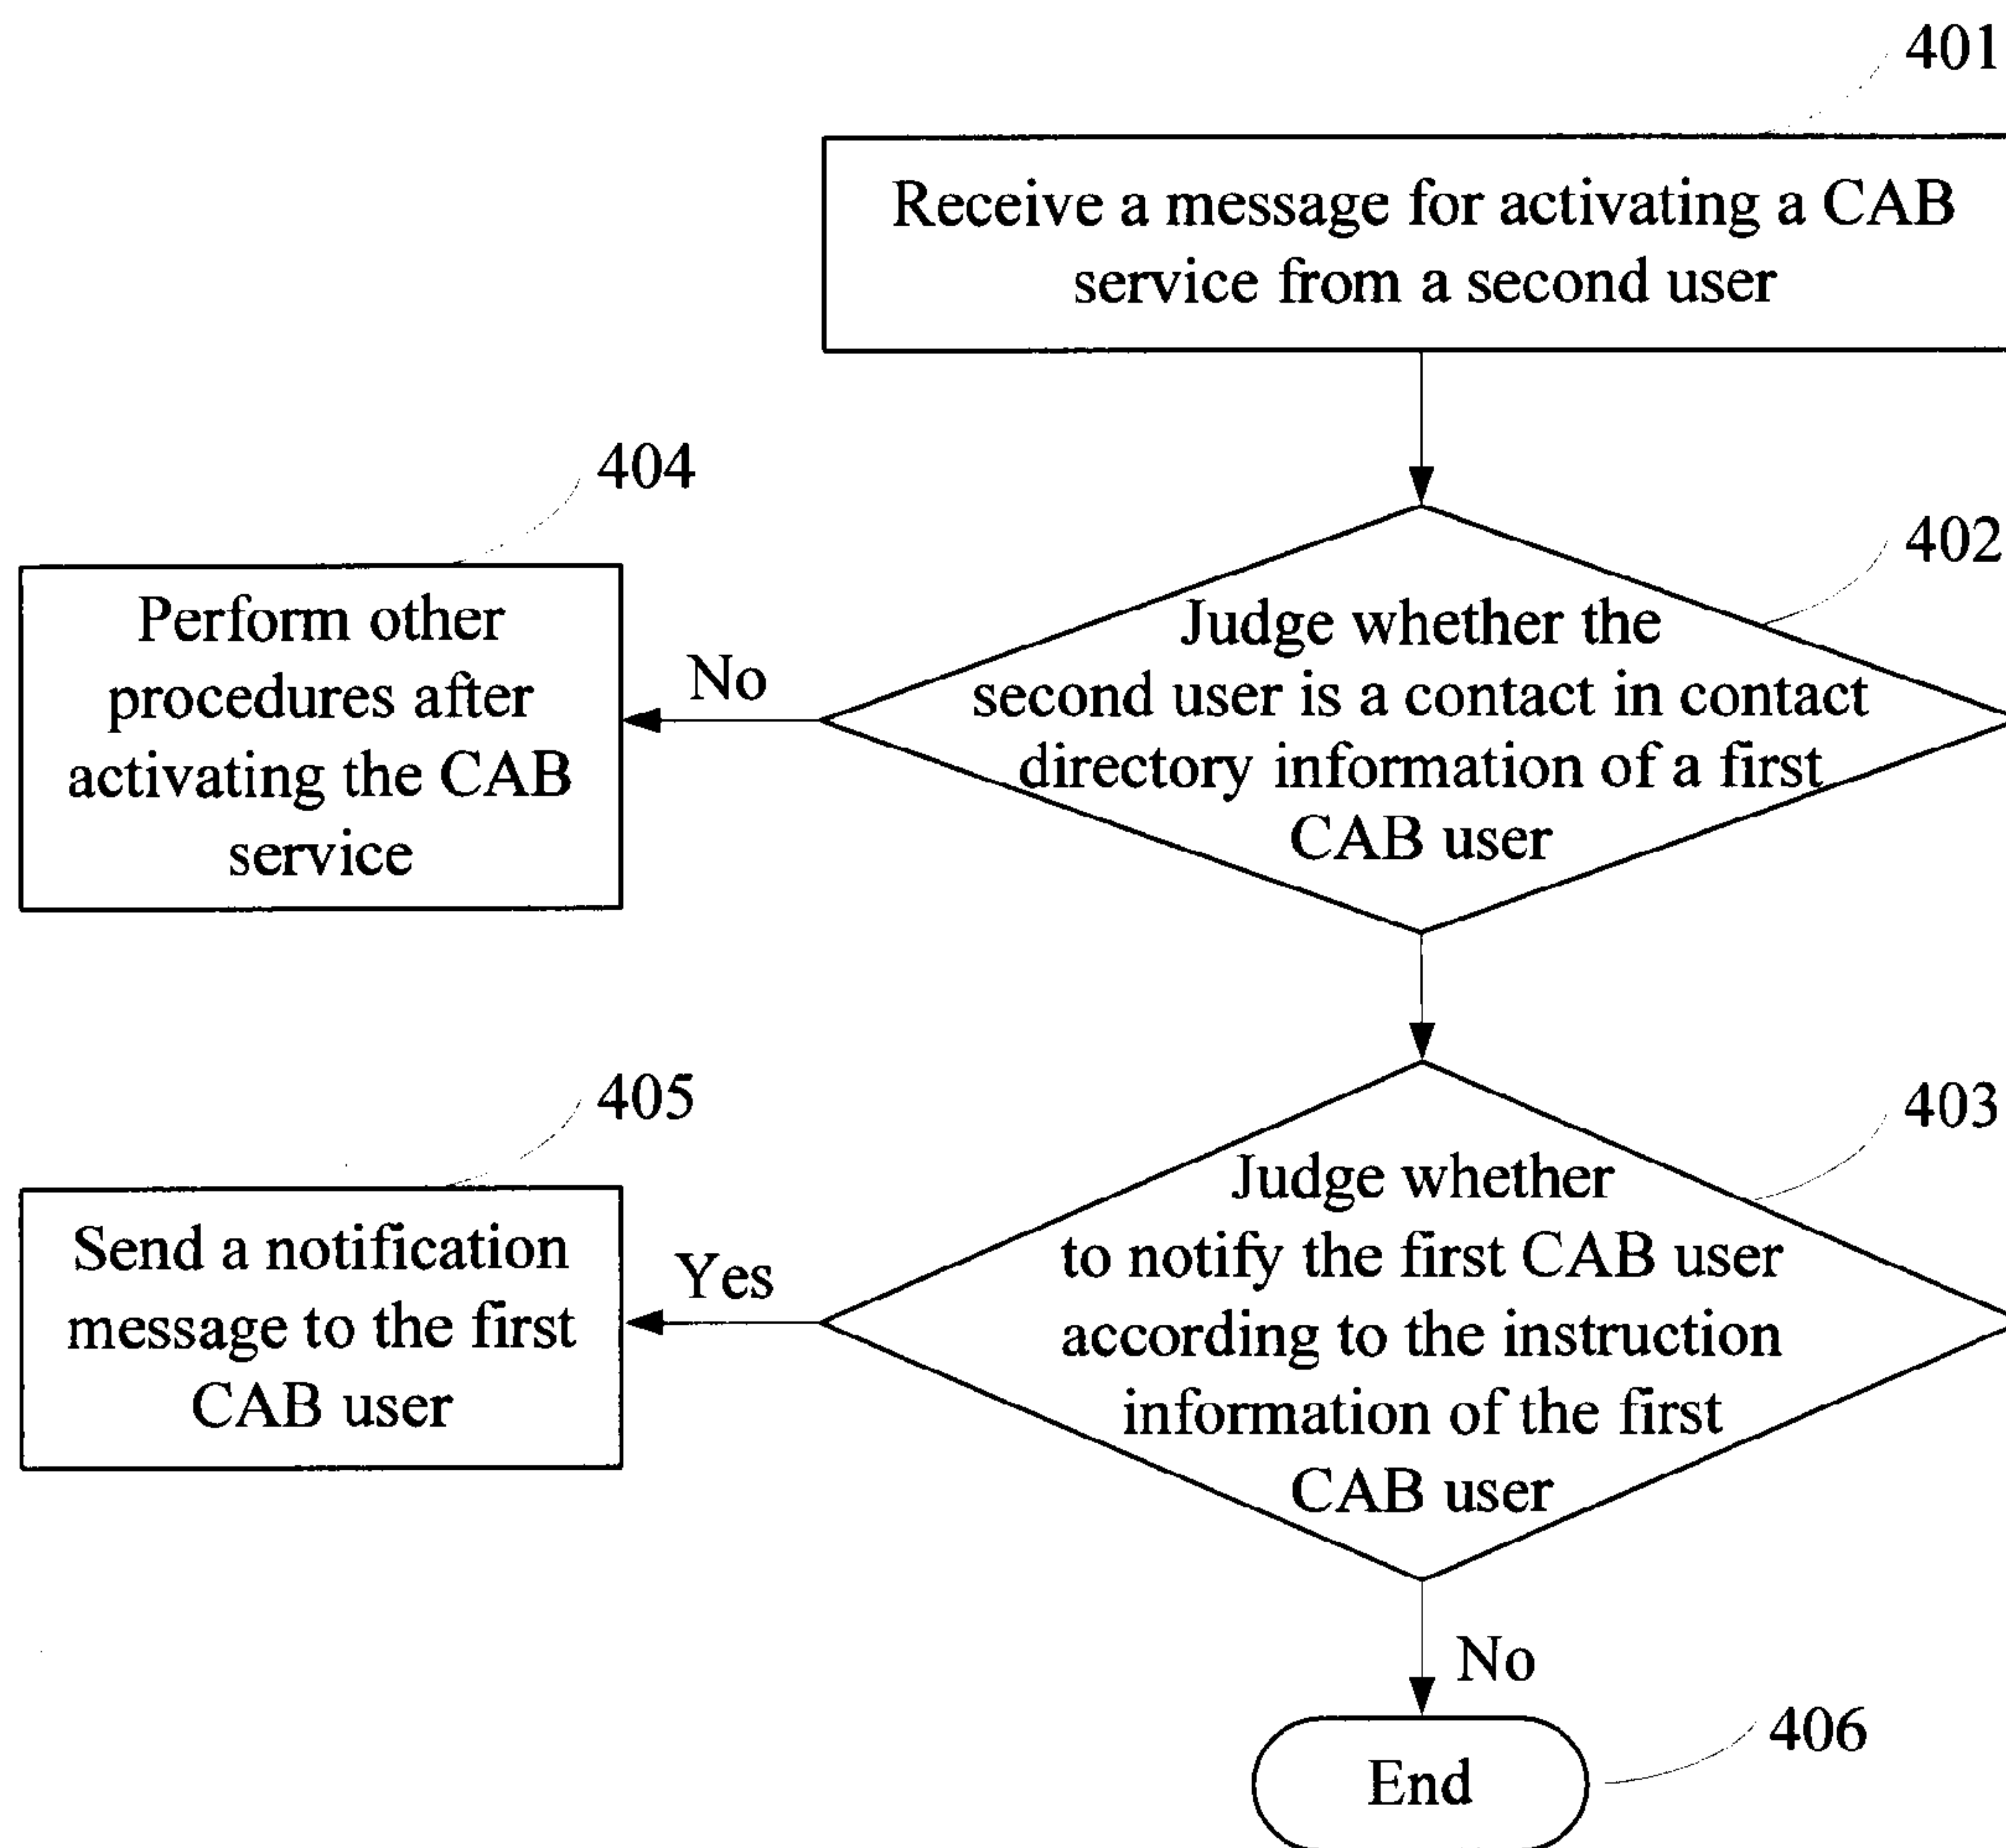 401
Receive a message for activating a CAB
service from a second user
404
402
Perform other
procedures after
activating the CAB
service
No
Judge whether the
second user is a contact in contact
directory information of a first
CAB user
405
403
Send a notification
message to the first
CAB user
Yes
Judge whether
to notify the first CAB user
according to the instruction
information of the first
CAB user
No
406
End